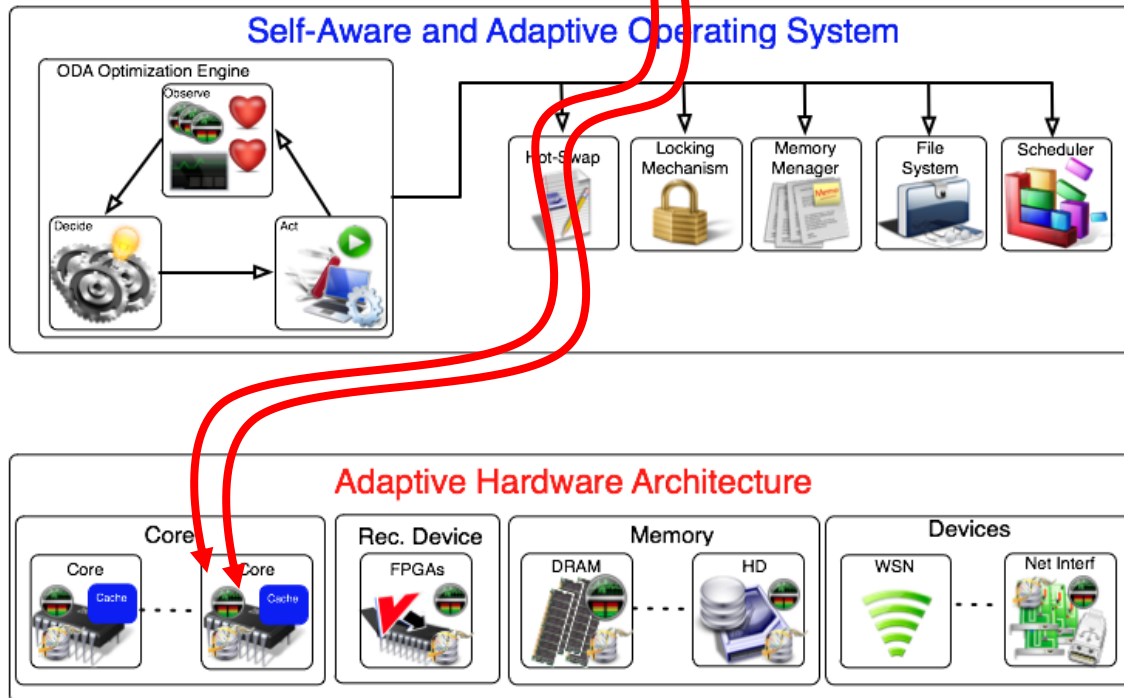 Self-Aware and Adaptive Operating System
ODA Optimization Engine
Observe
Decide
Act
Hot-Swap
Locking
Mechanism
Memory
Menager
Memo
File
System
Scheduler
Adaptive Hardware Architecture
Core
Core
Cache
Core
Cache
Rec. Device
FPGAs
Memory
DRAM
HD
Devices
WSN
Net Interf